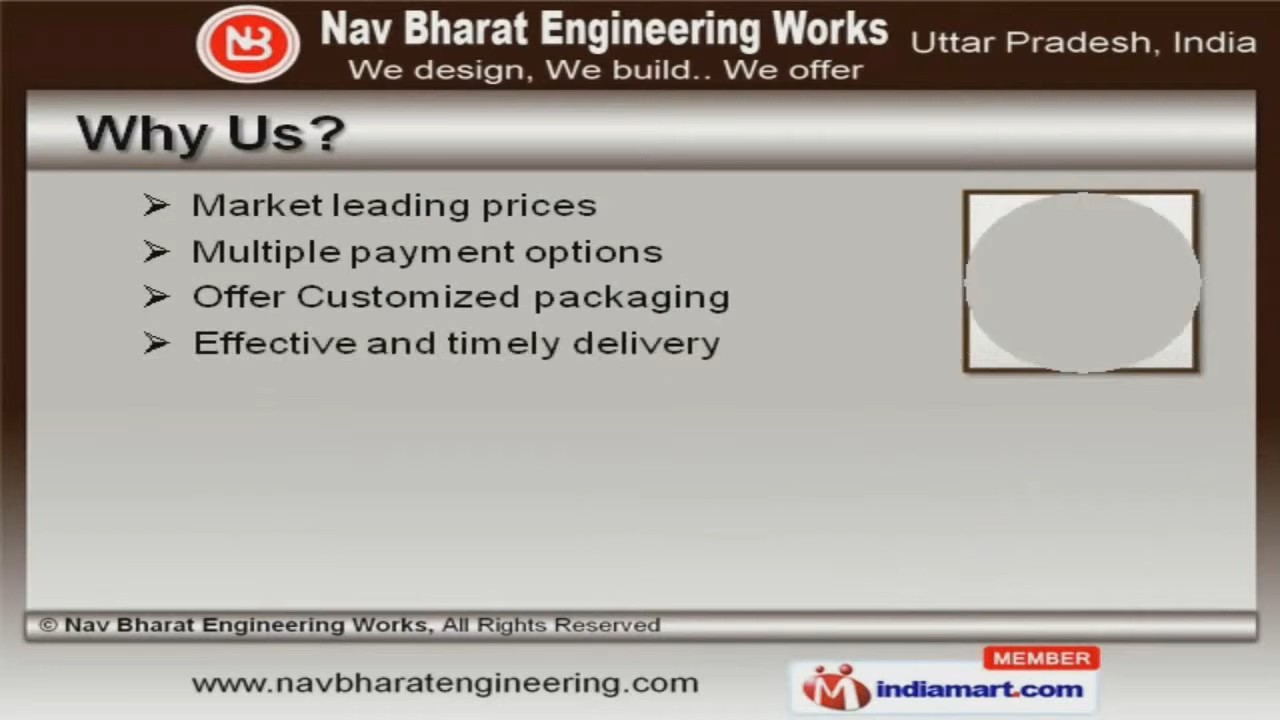 NB
Nav Bharat Engineering Works
Uttar Pradesh, India
We design, We build.. We offer
Why Us?
➢ Market leading prices
➢ Multiple payment options
➢ Offer Customized packaging
➢ Effective and timely delivery
© Nav Bharat Engineering Works, All Rights Reserved
MEMBER
www.navbharatengineering.com
indiamart.com